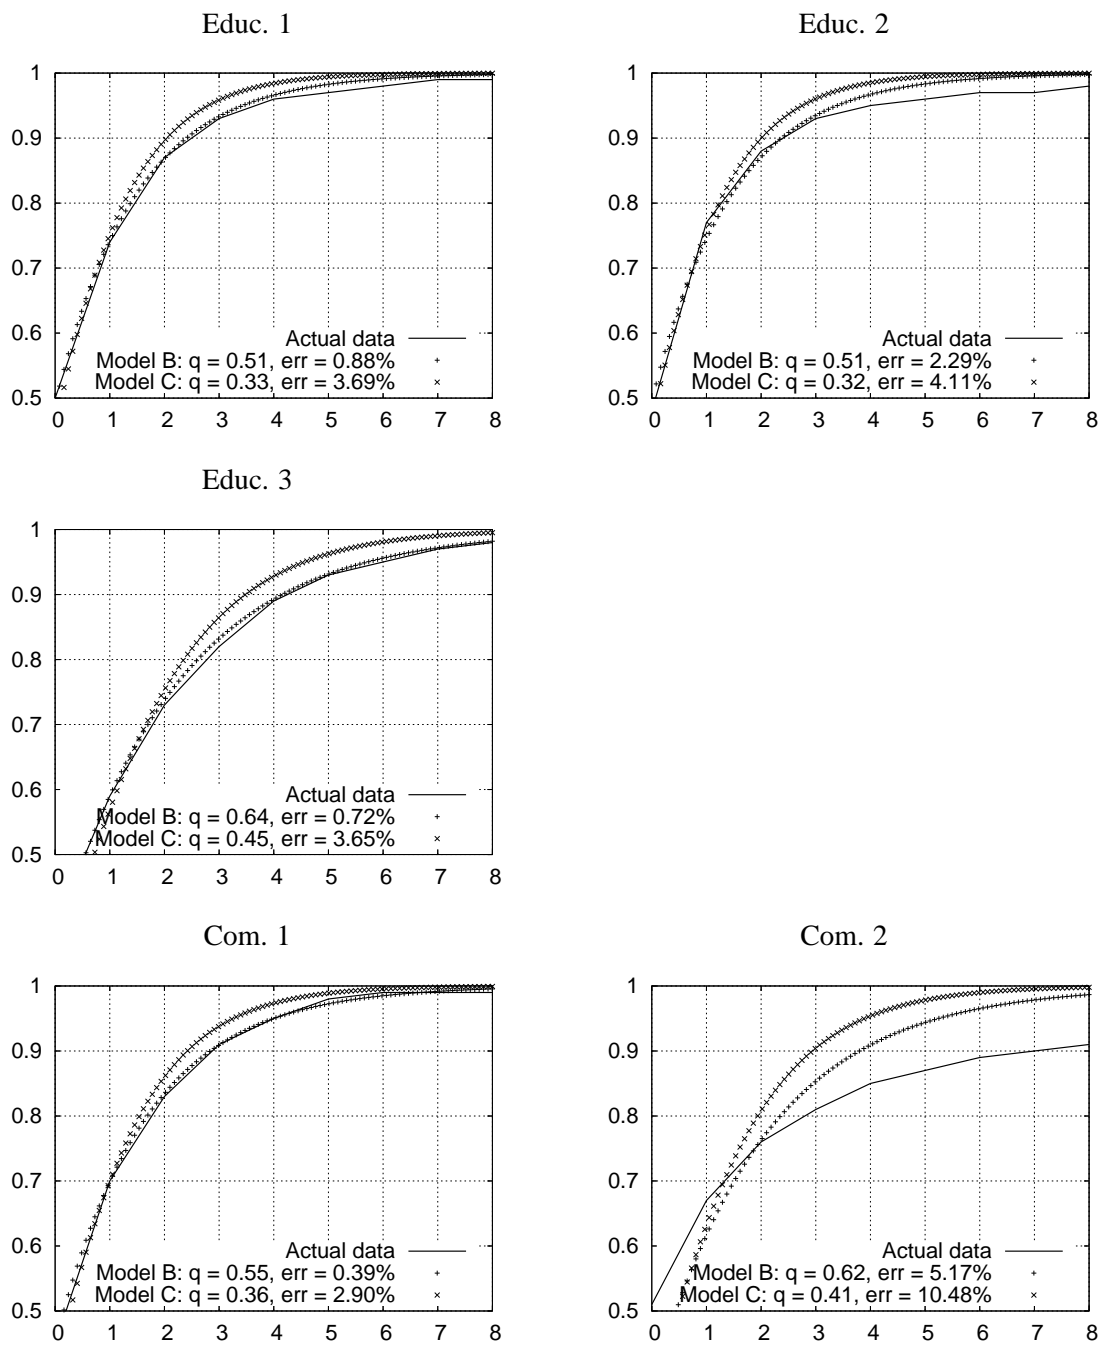 Educ. 1
1
0.9
0.8
0.7
0.6
0.5
Actual data
Model B: q = 0.51, err = 0.88%
Model C: q = 0.33, err = 3.69%
0 1 2 3 4 5 6 7 8
Educ. 2
1
0.9
0.8
0.7
0.6
0.5
Actual data
Model B: q = 0.51, err = 2.29%
Model C: q = 0.32, err = 4.11%
0 1 2 3 4 5 6 7 8
Educ. 3
1
0.9
0.8
0.7
0.6
0.5
Actual data
Model B: q = 0.64, err = 0.72%
Model C: q = 0.45, err = 3.65%
0 1 2 3 4 5 6 7 8
Com. 1
1
0.9
0.8
0.7
0.6
0.5
Actual data
Model B: q = 0.55, err = 0.39%
Model C: q = 0.36, err = 2.90%
0 1 2 3 4 5 6 7 8
Com. 2
1
0.9
0.8
0.7
0.6
0.5
Actual data
Model B: q = 0.62, err = 5.17%
Model C: q = 0.41, err = 10.48%
0 1 2 3 4 5 6 7 8